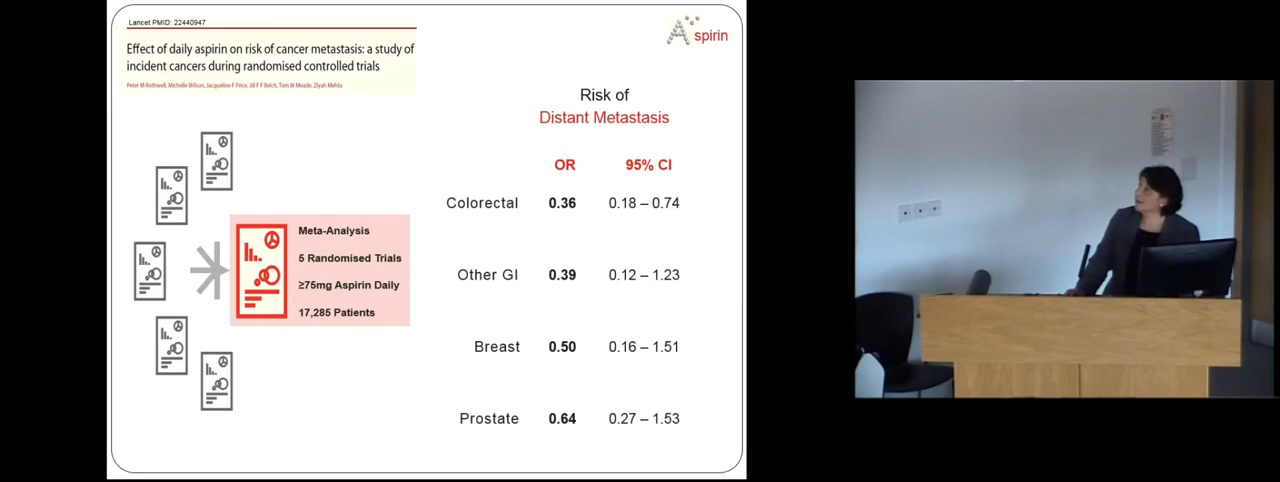 Lancet PMID: 22440947
Effect of daily aspirin on risk of cancer metastasis: a study of
incident cancers during randomised controlled trials
Peter M Rothwell, Michelle Wilson, Jacqueline F Price, Jill F F Belch, Tom W Meade, Ziyah Mehta
Aspirin
Meta-Analysis
5 Randomised Trials
≥75mg Aspirin Daily
17,285 Patients
Risk of
Distant Metastasis
OR 95% CI
Colorectal 0.36 0.18 – 0.74
Other GI 0.39 0.12 – 1.23
Breast 0.50 0.16 – 1.51
Prostate 0.64 0.27 – 1.53